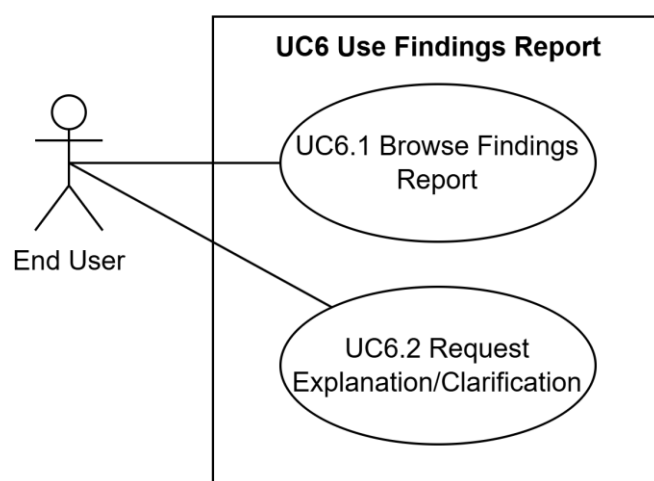 UC6 Use Findings Report
UC6.1 Browse Findings
Report
End User
UC6.2 Request
Explanation/Clarification